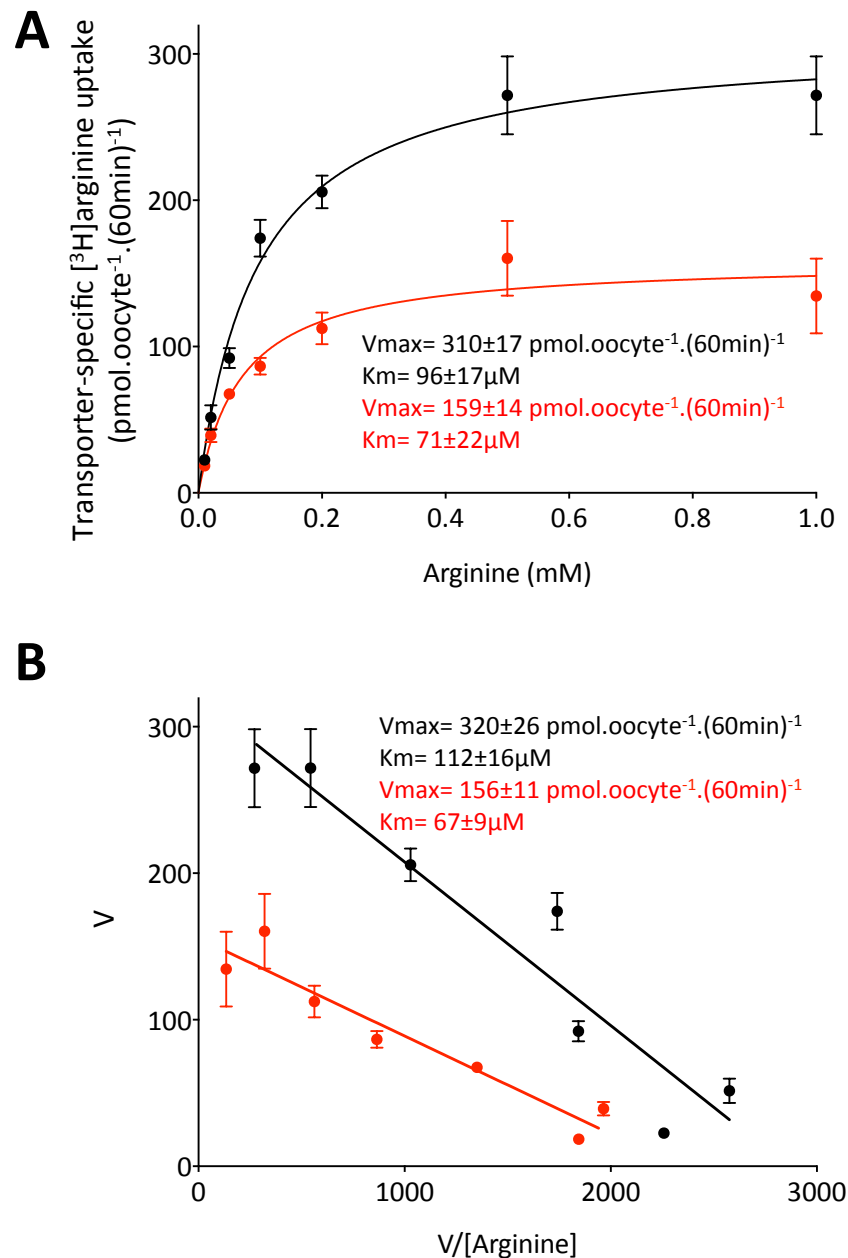 A
Transporter-specific [³H]arginine uptake
(pmol.oocyte⁻¹.(60min)⁻¹
300
200
100
0
Vmax= 310±17 pmol.oocyte⁻¹.(60min)⁻¹
Km= 96±17µM
Vmax= 159±14 pmol.oocyte⁻¹.(60min)⁻¹
Km= 71±22µM
0.0 0.2 0.4 0.6 0.8 1.0
Arginine (mM)
B
V
300
200
100
0
Vmax= 320±26 pmol.oocyte⁻¹.(60min)⁻¹
Km= 112±16µM
Vmax= 156±11 pmol.oocyte⁻¹.(60min)⁻¹
Km= 67±9µM
0 1000 2000 3000
V/[Arginine]